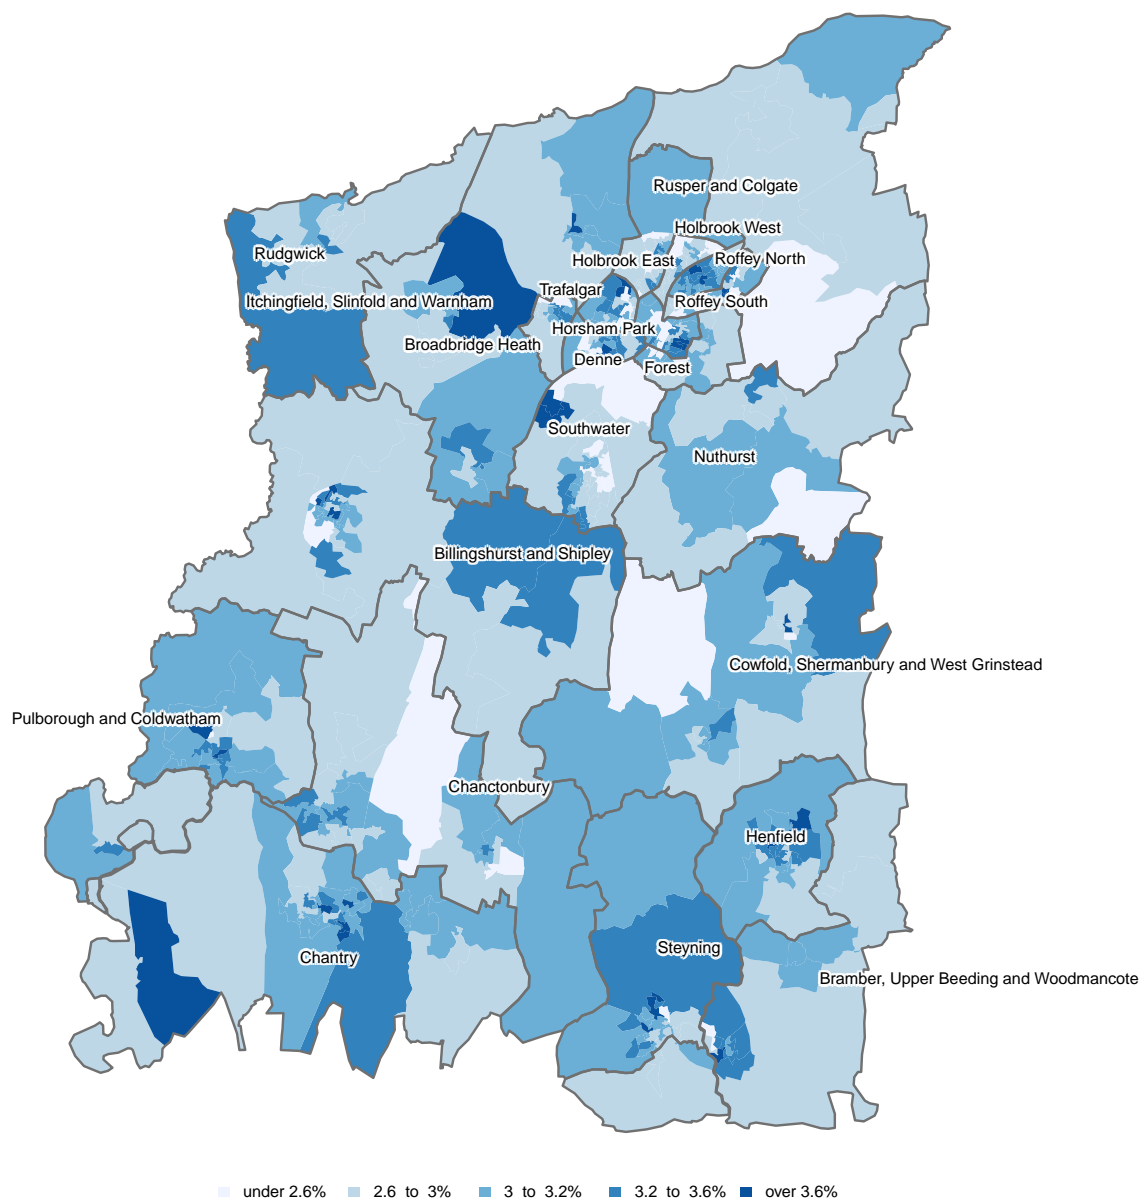 Rusper and Colgate
Holbrook West
Rudgwick
Holbrook East
Roffey North
Trafalgar
Itchingfield, Slinfold and Warnham
Roffey South
Horsham Park
Broadbridge Heath
Denne
Forest
Southwater
Nuthurst
Billingshurst and Shipley
Cowfold, Shermanbury and West Grinstead
Pulborough and Coldwatham
Chanctonbury
Henfield
Steyning
Chantry
Bramber, Upper Beeding and Woodmancote
under 2.6% 2.6 to 3% 3 to 3.2% 3.2 to 3.6% over 3.6%